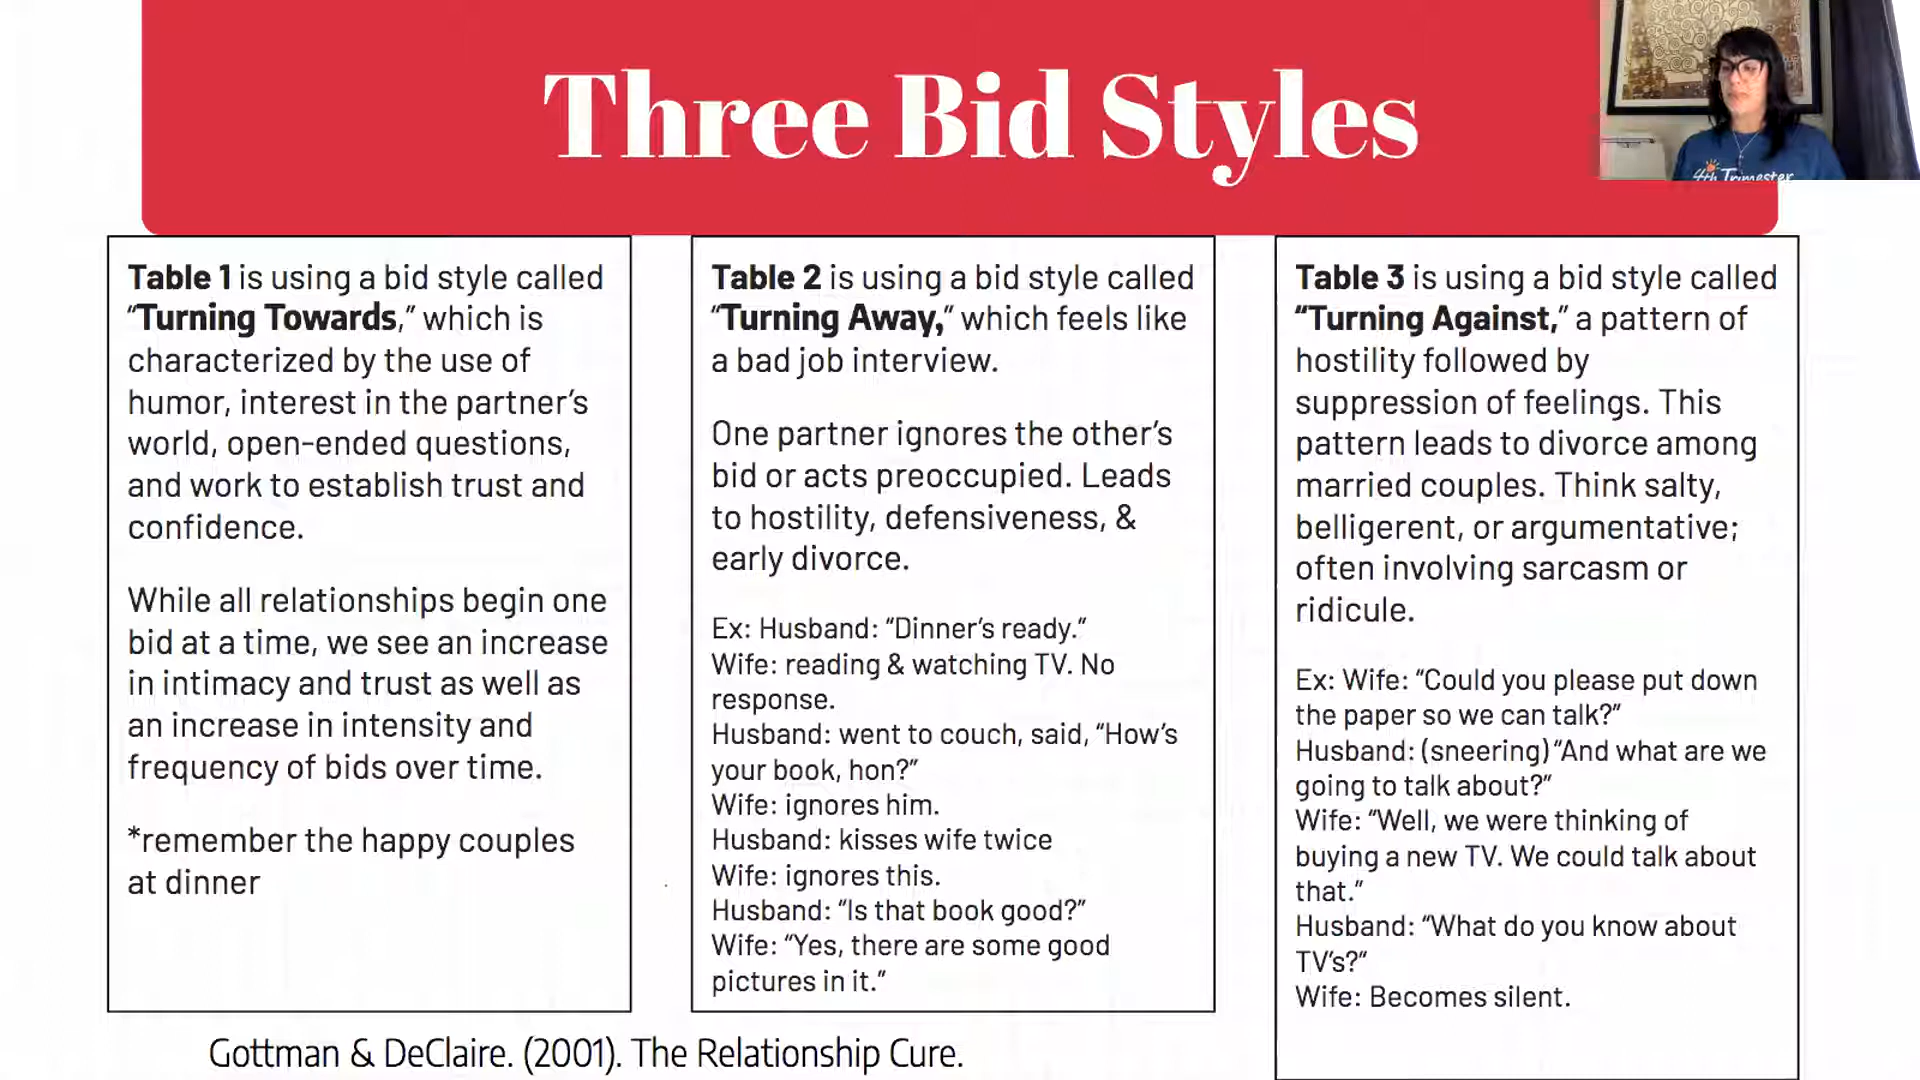 Three Bid Styles
4th Trimester
Table 1 is using a bid style called
“Turning Towards,” which is
characterized by the use of
humor, interest in the partner’s
world, open-ended questions,
and work to establish trust and
confidence.
While all relationships begin one
bid at a time, we see an increase
in intimacy and trust as well as
an increase in intensity and
frequency of bids over time.
*remember the happy couples
at dinner
Table 2 is using a bid style called
“Turning Away,” which feels like
a bad job interview.
One partner ignores the other’s
bid or acts preoccupied. Leads
to hostility, defensiveness, &
early divorce.
Ex: Husband: “Dinner’s ready.”
Wife: reading & watching TV. No
response.
Husband: went to couch, said, “How’s
your book, hon?”
Wife: ignores him.
Husband: kisses wife twice
Wife: ignores this.
Husband: “Is that book good?”
Wife: “Yes, there are some good
pictures in it.”
Table 3 is using a bid style called
“Turning Against,” a pattern of
hostility followed by
suppression of feelings. This
pattern leads to divorce among
married couples. Think salty,
belligerent, or argumentative;
often involving sarcasm or
ridicule.
Ex: Wife: “Could you please put down
the paper so we can talk?”
Husband: (sneering) “And what are we
going to talk about?”
Wife: “Well, we were thinking of
buying a new TV. We could talk about
that.”
Husband: “What do you know about
TV’s?”
Wife: Becomes silent.
Gottman & DeClaire. (2001). The Relationship Cure.